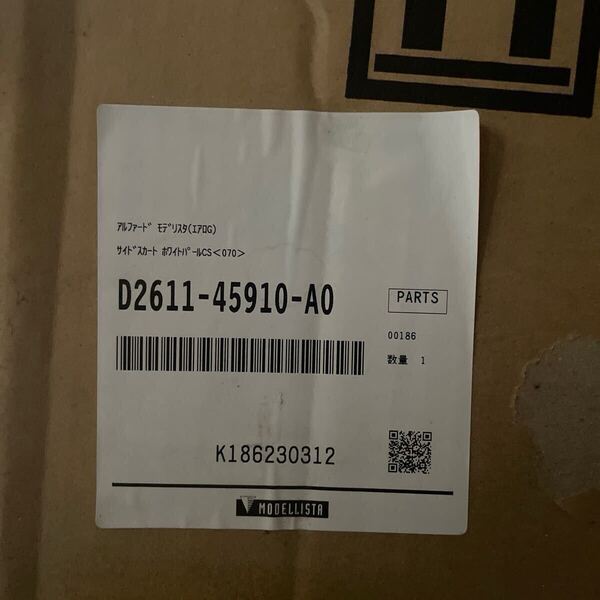 ｱﾙﾌｧｰﾄﾞ ﾓﾃﾞﾘｽﾀ(ｴｱﾛG)
ｻｲﾄﾞｽｶｰﾄ ﾎﾜｲﾄﾊﾟｰﾙCS<070>
D2611-45910-A0
PARTS
00186
数量 1
K186230312
MODELLISTA